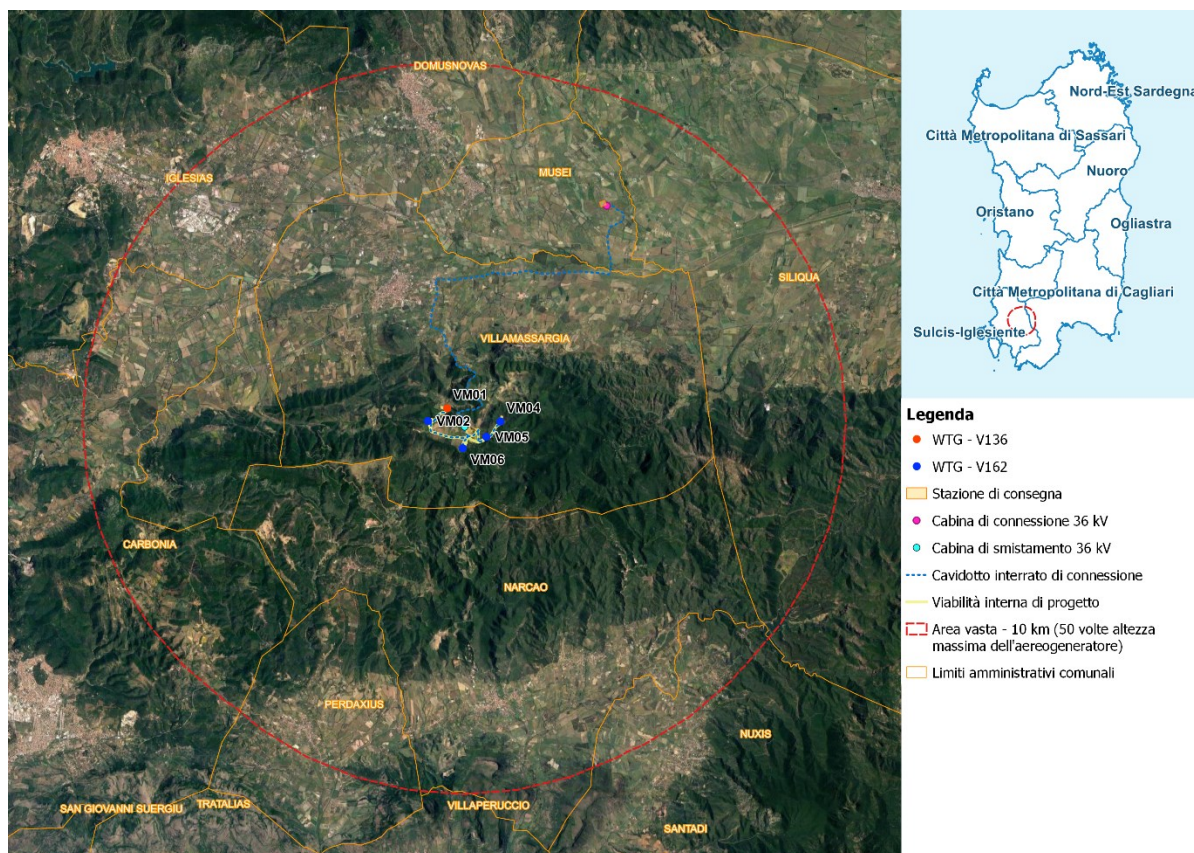 DOMUSNOVAS
IGLESIAS
MUSEI
SILIQUA
VILLAMASSARGIA
VM01
VM04
VM02
VM05
VM06
CARBONIA
NARCAO
PERDAXIUS
NUXIS
SAN GIOVANNI SUERGIU
TRATALIAS
VILLAPERUCCIO
SANTADI
Nord-Est Sardegna
Città Metropolitana di Sassari
Nuoro
Oristano
Ogliastra
Città Metropolitana di Cagliari
Sulcis-Iglesiente
Legenda
WTG - V136
WTG - V162
Stazione di consegna
Cabina di connessione 36 kV
Cabina di smistamento 36 kV
Cavidotto interrato di connessione
Viabilità interna di progetto
Area vasta - 10 km (50 volte altezza
massima dell'aereogeneratore)
Limiti amministrativi comunali